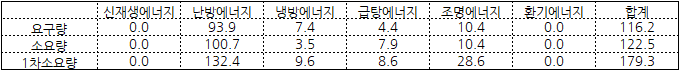 신재생에너지 난방에너지 냉방에너지 급탕에너지 조명에너지 환기에너지 합계
요구량 0.0 93.9 7.4 4.4 10.4 0.0 116.2
소요량 0.0 100.7 3.5 7.9 10.4 0.0 122.5
1차소요량 0.0 132.4 9.6 8.6 28.6 0.0 179.3